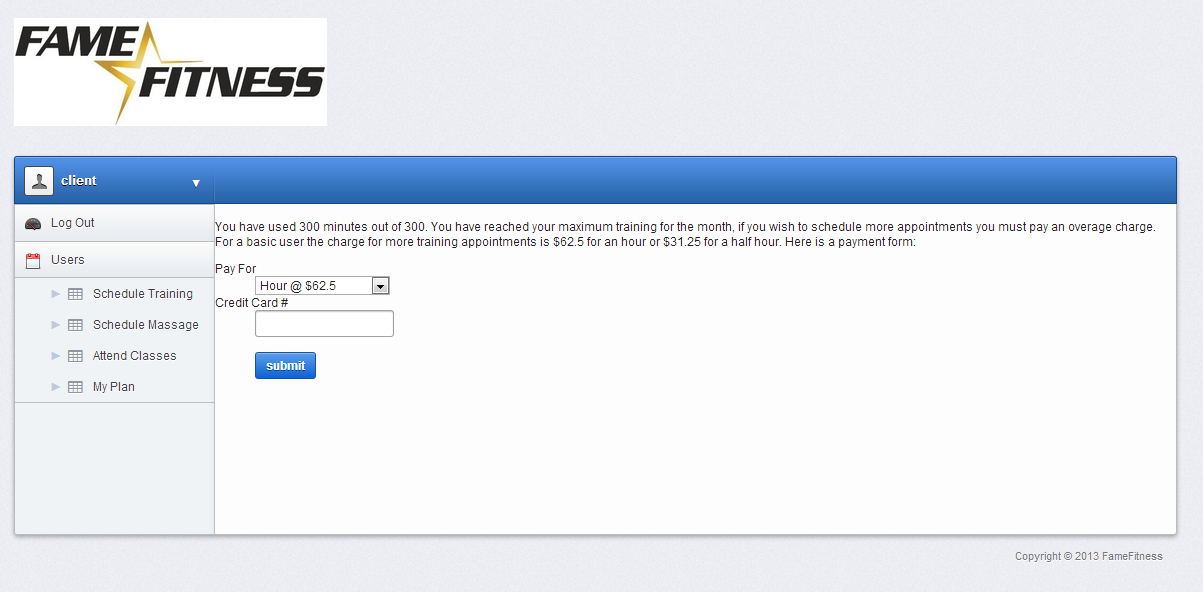 FAME
FITNESS
client
Log Out
Users
Schedule Training
Schedule Massage
Attend Classes
My Plan
You have used 300 minutes out of 300. You have reached your maximum training for the month, if you wish to schedule more appointments you must pay an overage charge.
For a basic user the charge for more training appointments is $62.5 for an hour or $31.25 for a half hour. Here is a payment form:
Pay For
Hour @ $62.5
Credit Card #
submit
Copyright © 2013 FameFitness